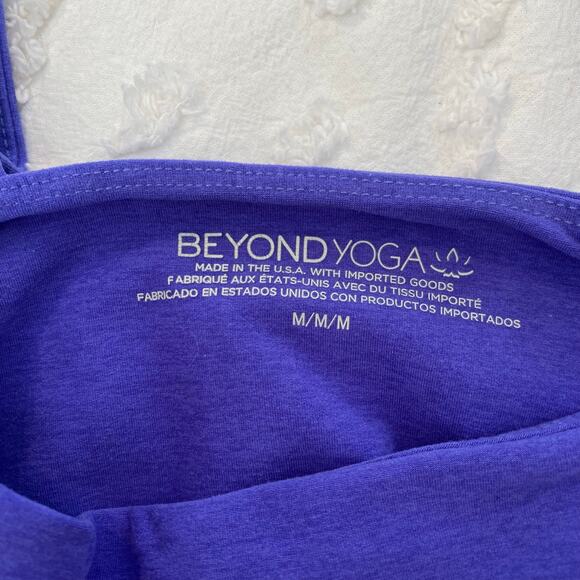 BEYOND YOGA
MADE IN THE U.S.A. WITH IMPORTED GOODS
FABRIQUÉ AUX ÉTATS-UNIS AVEC DU TISSU IMPORTÉ
FABRICADO EN ESTADOS UNIDOS CON PRODUCTOS IMPORTADOS
M/M/M